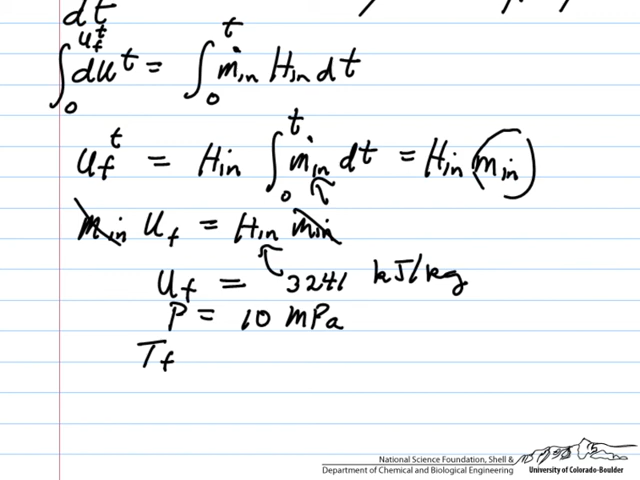 dt
∫₀^{U_f^t} dU^t = ∫₀^t ṁ_in H_in dt
U_f^t = H_in ∫₀^t ṁ_in dt = H_in m_in
m_in U_f = H_in m_in
U_f = 3241 kJ/kg
P = 10 MPa
T_f
National Science Foundation, Shell &
Department of Chemical and Biological Engineering
University of Colorado-Boulder